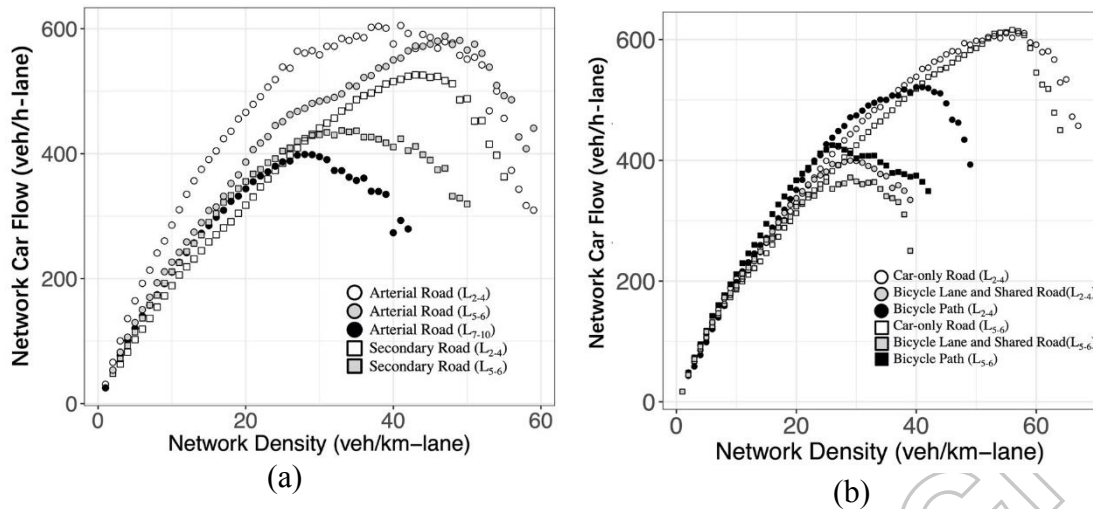 Network Car Flow (veh/h-lane)
600
400
200
0
0
20
40
60
Network Density (veh/km−lane)
Arterial Road (L2-4)
Arterial Road (L5-6)
Arterial Road (L7-10)
Secondary Road (L2-4)
Secondary Road (L5-6)
(a)
Network Car Flow (veh/h-lane)
600
400
200
0
0
20
40
60
Network Density (veh/km−lane)
Car-only Road (L2-4)
Bicycle Lane and Shared Road(L2-4)
Bicycle Path (L2-4)
Car-only Road (L5-6)
Bicycle Lane and Shared Road(L5-6)
Bicycle Path (L5-6)
(b)